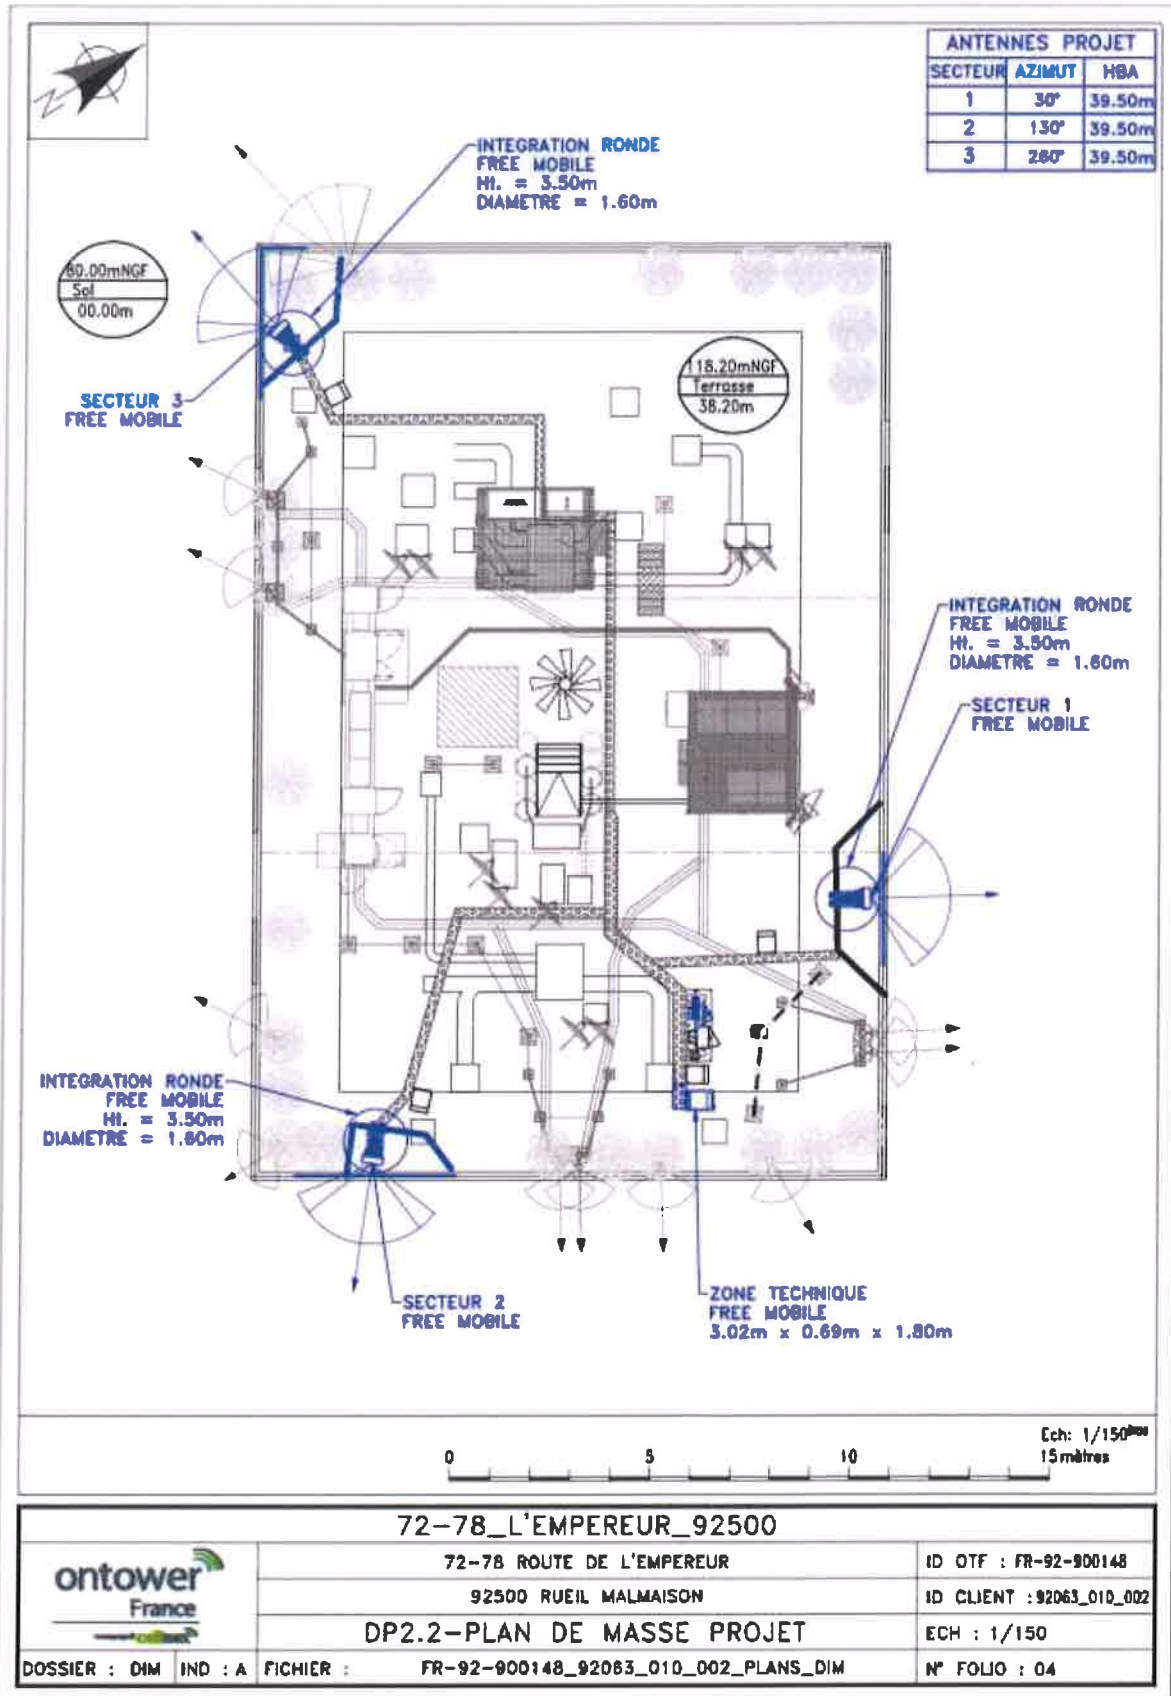 ANTENNES PROJET
SECTEUR AZIMUT HBA
1 30° 39.50m
2 130° 39.50m
3 260° 39.50m
N
INTEGRATION RONDE
FREE MOBILE
Ht. = 3.50m
DIAMETRE = 1.60m
80.00mNGF
Sol
00.00m
118.20mNGF
Terrasse
38.20m
SECTEUR 3
FREE MOBILE
INTEGRATION RONDE
FREE MOBILE
Ht. = 3.50m
DIAMETRE = 1.60m
SECTEUR 1
FREE MOBILE
INTEGRATION RONDE
FREE MOBILE
Ht. = 3.50m
DIAMETRE = 1.60m
SECTEUR 2
FREE MOBILE
ZONE TECHNIQUE
FREE MOBILE
3.02m x 0.69m x 1.80m
Ech: 1/150
0 5 10 15mètres
72-78_L'EMPEREUR_92500
ontower
France
72-78 ROUTE DE L'EMPEREUR
ID OTF : FR-92-900148
92500 RUEIL MALMAISON
ID CLIENT : 92063_010_002
DP2.2-PLAN DE MASSE PROJET
ECH : 1/150
DOSSIER : DIM IND : A FICHIER : FR-92-900148_92063_010_002_PLANS_DIM
N° FOLIO : 04